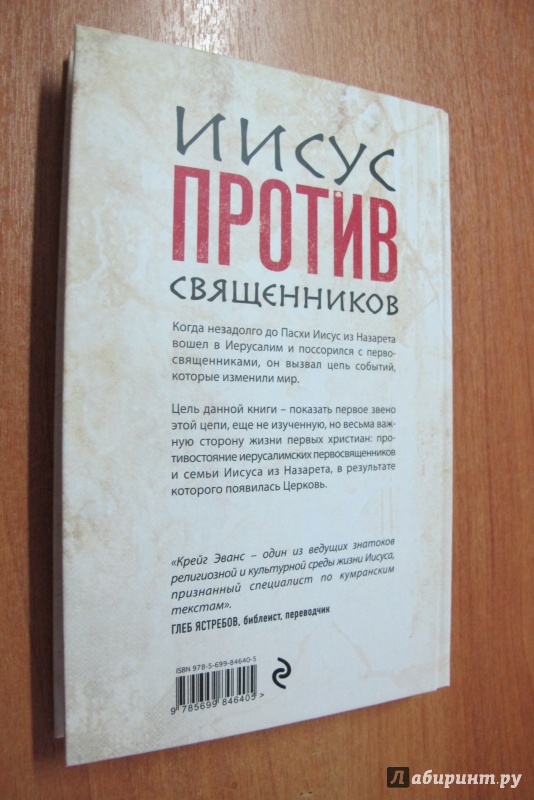 ИИСУС
ПРОТИВ
СВЯЩЕННИКОВ
Когда незадолго до Пасхи Иисус из Назарета
вошел в Иерусалим и поссорился с перво-
священниками, он вызвал цепь событий,
которые изменили мир.
Цель данной книги – показать первое звено
этой цепи, еще не изученную, но весьма важ-
ную сторону жизни первых христиан: про-
тивостояние иерусалимских первосвященников
и семьи Иисуса из Назарета, в результате
которого появилась Церковь.
«Крейг Эванс – один из ведущих знатоков
религиозной и культурной среды жизни Иисуса,
признанный специалист по кумранским
текстам».
ГЛЕБ ЯСТРЕБОВ, библеист, переводчик
ISBN 978-5-699-84640-5
9 785699 846405 >
Лабиринт.ру